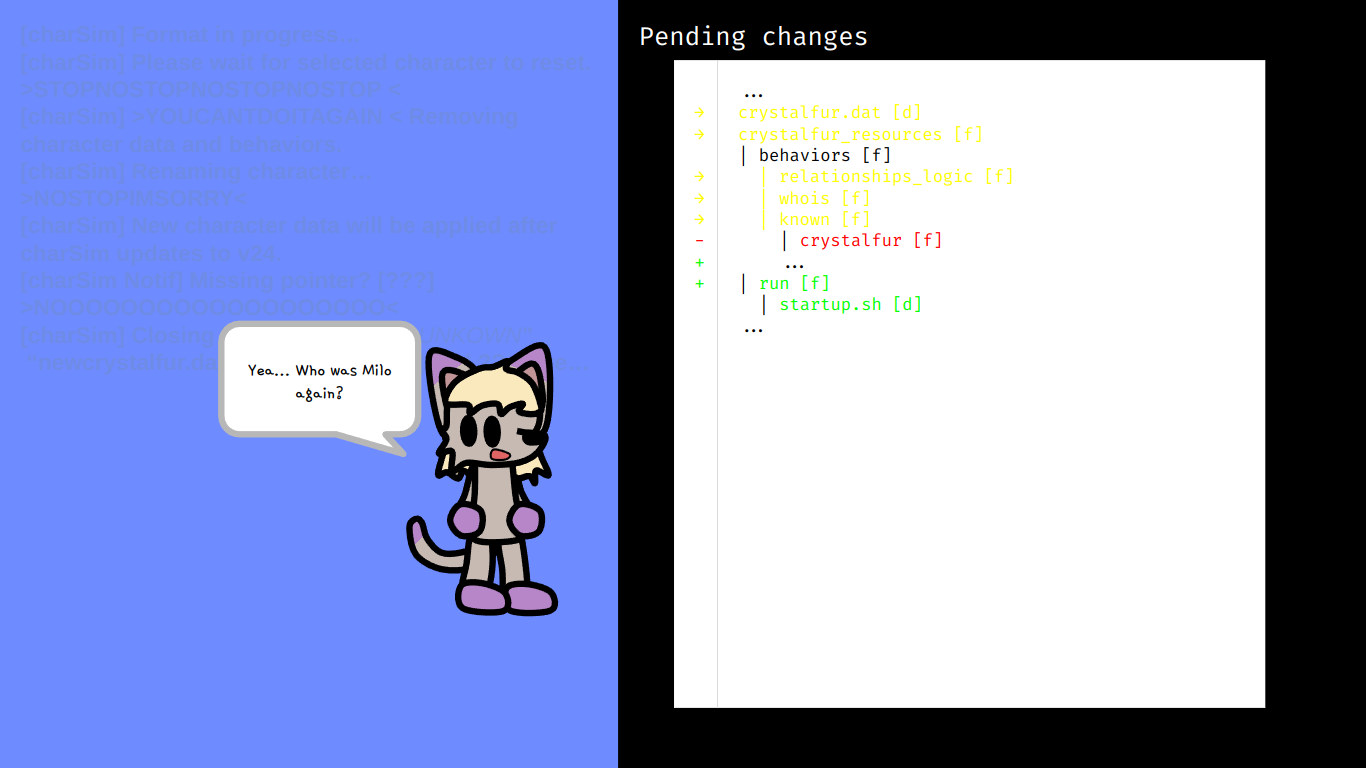 [charSim] Format in progress...
[charSim] Please wait for selected character to reset.
>STOPNOSTOPNOSTOPNOSTOP <
[charSim] >YOUCANTDOITAGAIN < Removing
character data and behaviors.
[charSim] Renaming character...
>NOSTOPIMSORRY<
[charSim] New character data will be applied after
charSim updates to v24.
[charSim Notif] Missing pointer? [???]
>NOOOOOOOOOOOOOOOOOOO<
[charSim] Closing
"newcrystalfur.da
Yea... Who was Milo
again?
Pending changes
...
→ crystalfur.dat [d]
→ crystalfur_resources [f]
| behaviors [f]
→ | relationships_logic [f]
→ | whois [f]
→ | known [f]
- | crystalfur [f]
+ ...
+ | run [f]
| startup.sh [d]
...